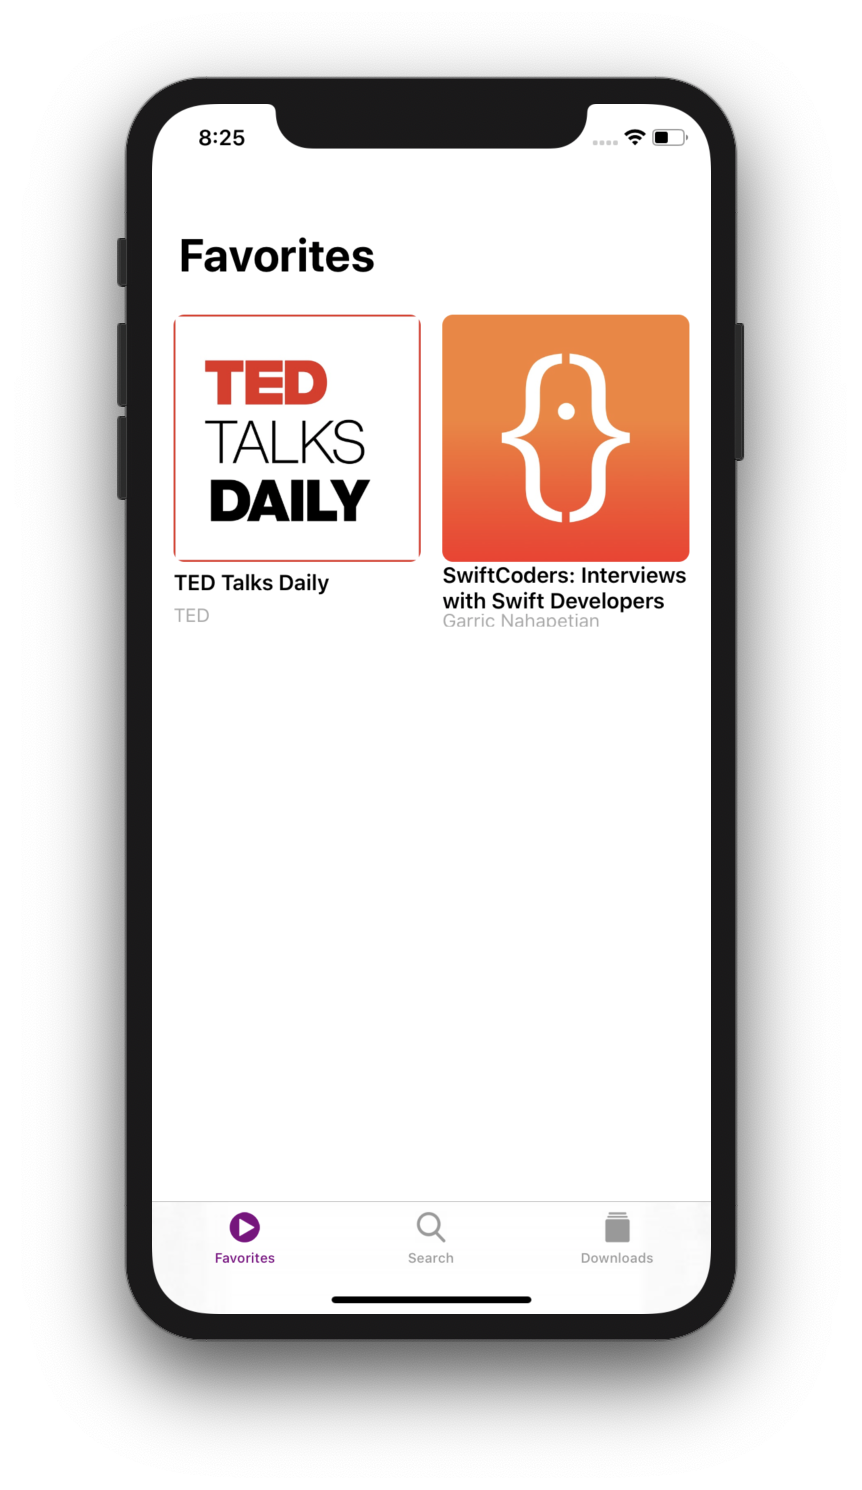 8:25
Favorites
TED
TALKS
DAILY
TED Talks Daily
TED
SwiftCoders: Interviews
with Swift Developers
Garric Nahapetian
Favorites
Search
Downloads